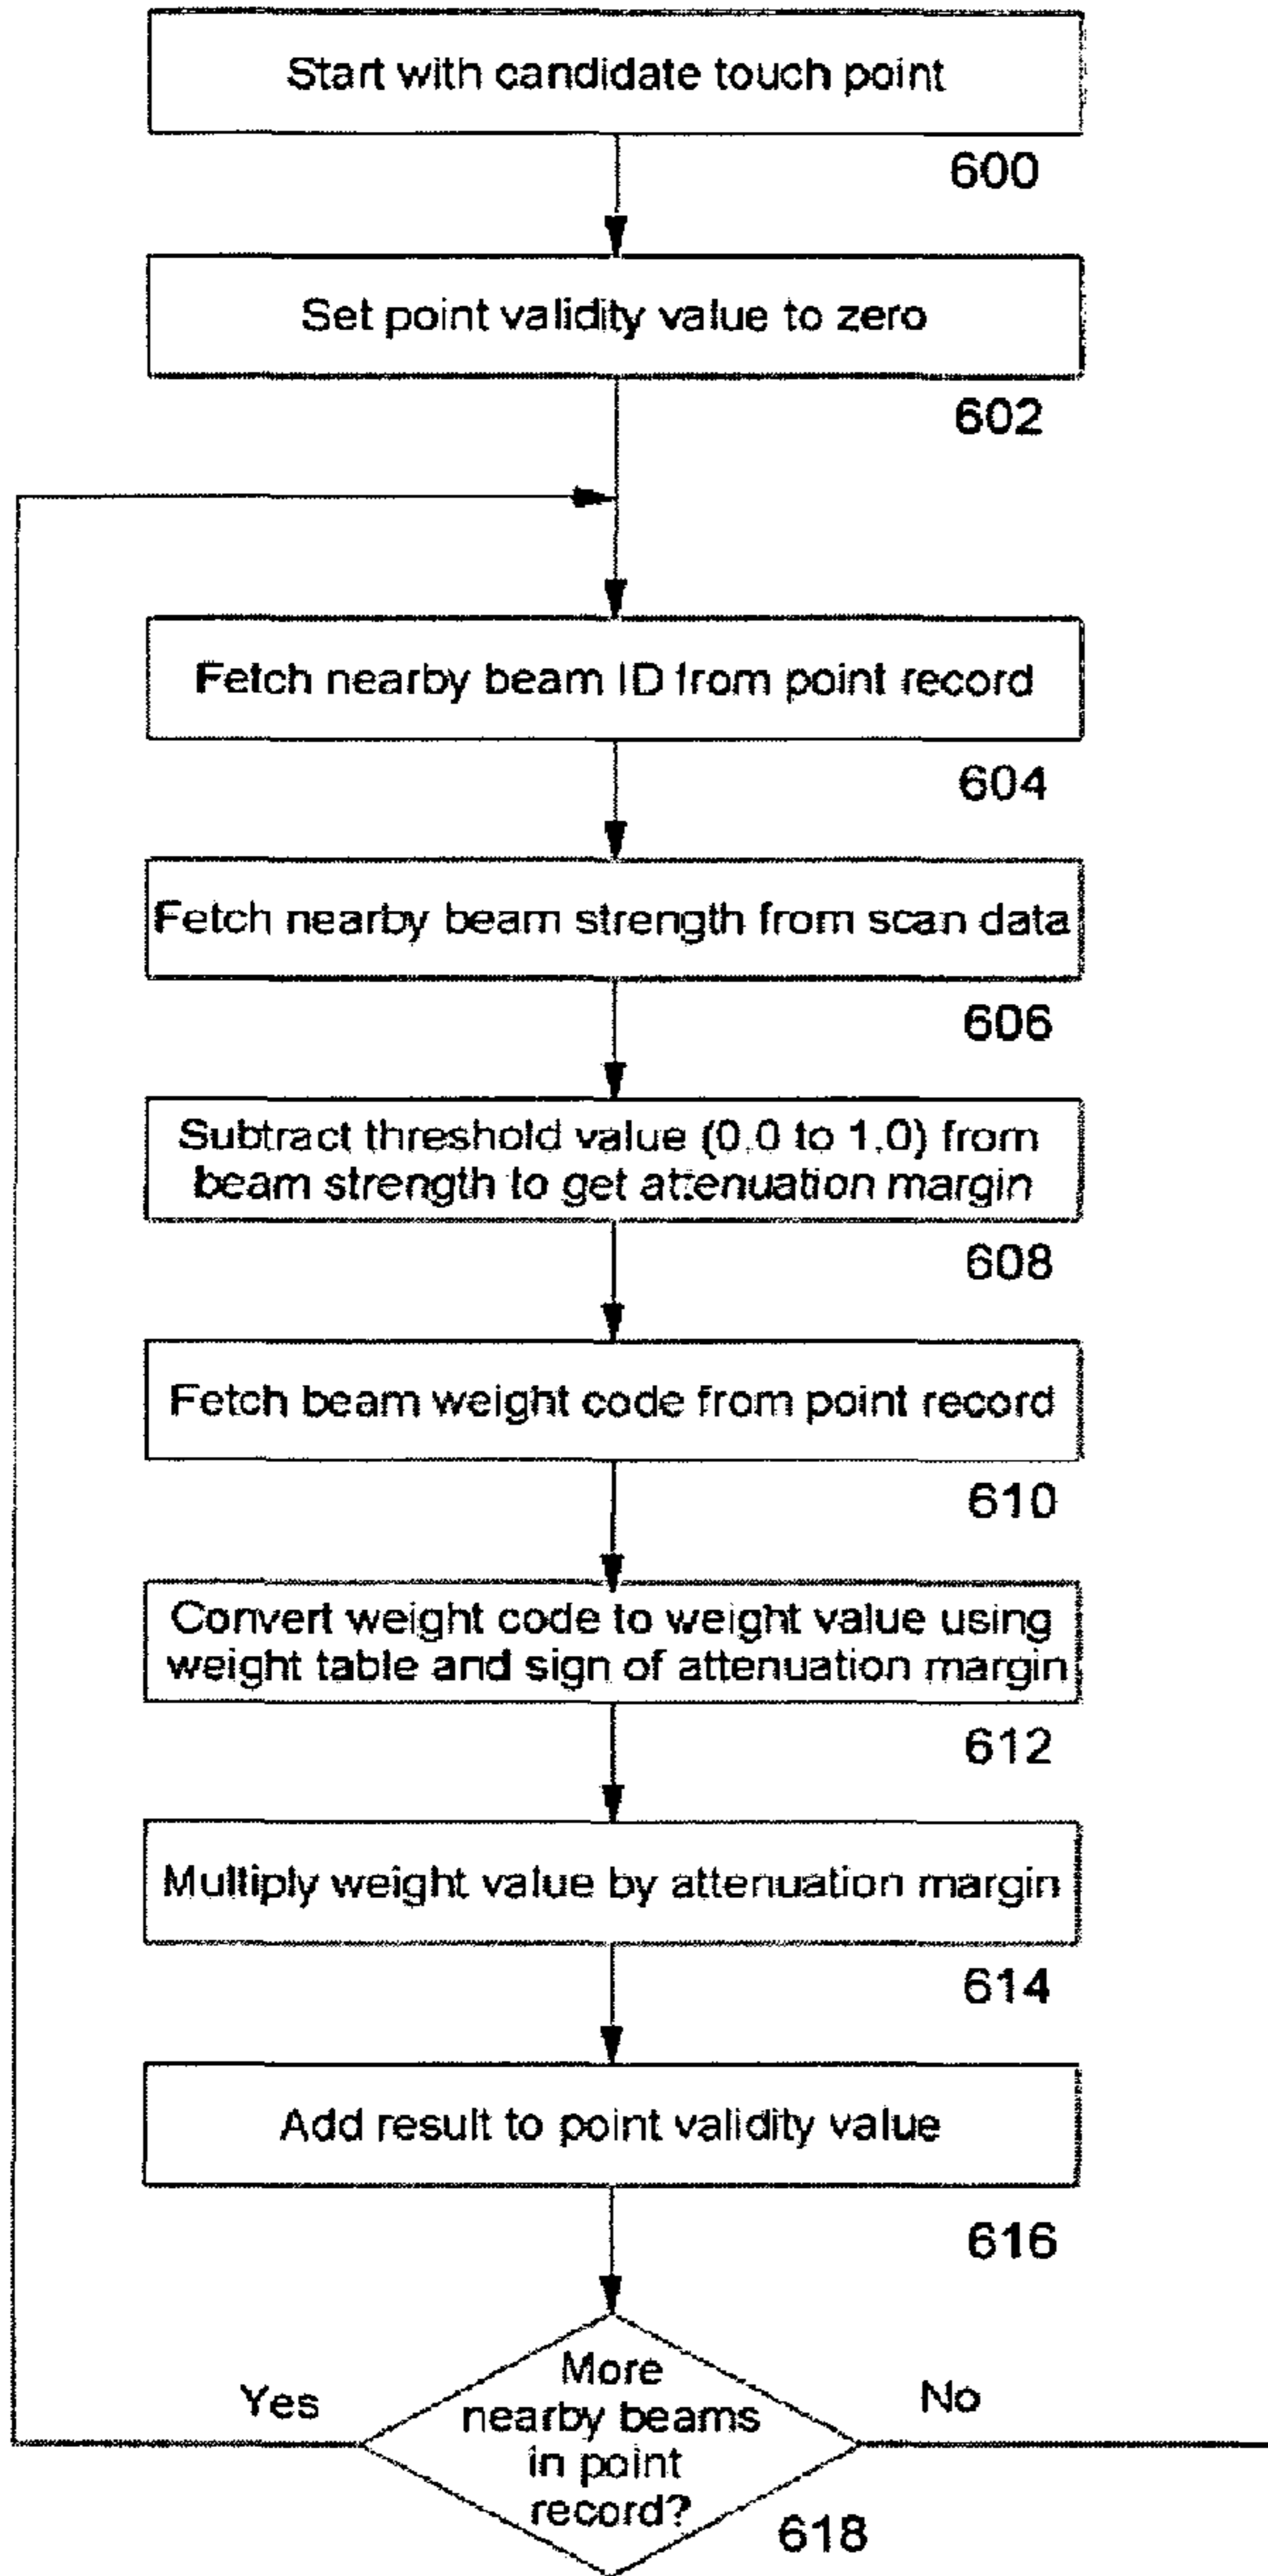 Start with candidate touch point
600
Set point validity value to zero
602
Fetch nearby beam ID from point record
604
Fetch nearby beam strength from scan data
606
Subtract threshold value (0.0 to 1.0) from
beam strength to get attenuation margin
608
Fetch beam weight code from point record
610
Convert weight code to weight value using
weight table and sign of attenuation margin
612
Multiply weight value by attenuation margin
614
Add result to point validity value
616
More
nearby beams
in point
record?
Yes
No
618